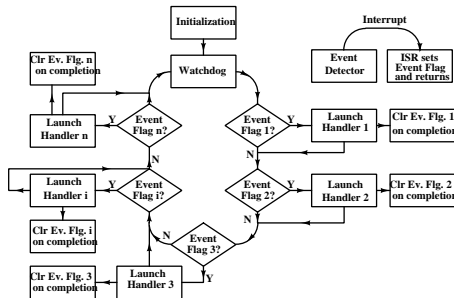 Initialization
Interrupt
Clr Ev. Flg. n
on completion
Watchdog
Event
Detector
ISR sets
Event Flag
and returns
Launch
Handler n
Y
Event
Flag n?
N
Event
Flag 1?
Y
N
Launch
Handler 1
Clr Ev. Flg. 1
on completion
Launch
Handler i
Y
Event
Flag i?
N
Event
Flag 2?
Y
N
Launch
Handler 2
Clr Ev. Flg. 2
on completion
Clr Ev. Flg. i
on completion
Event
Flag 3?
Y
Clr Ev. Flg. 3
on completion
Launch
Handler 3